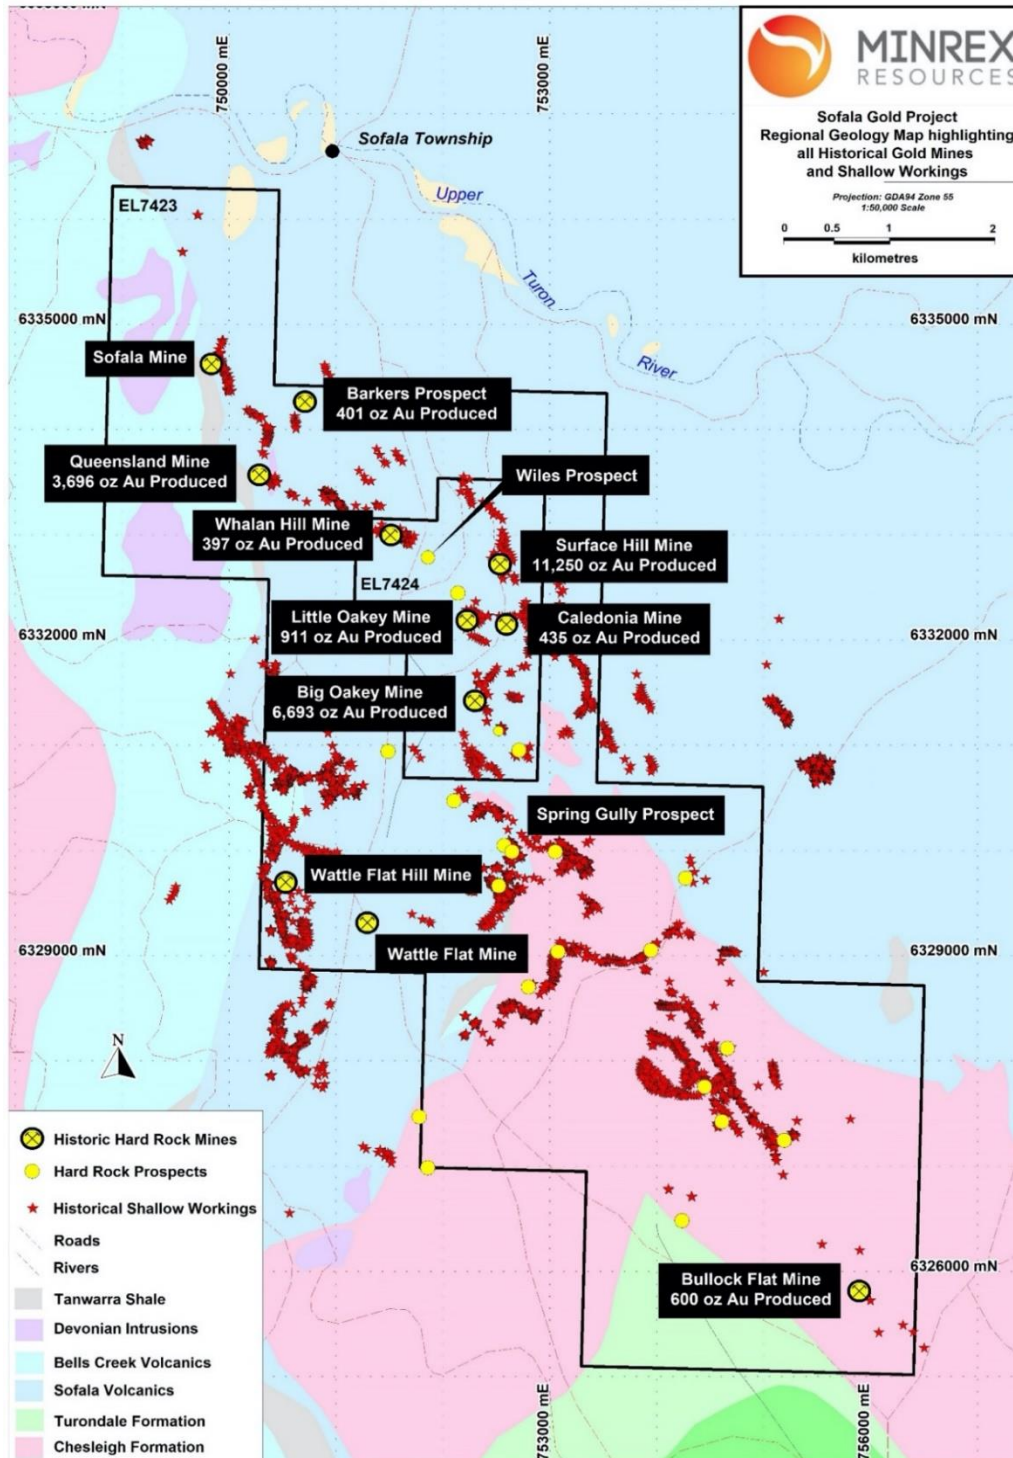 750000 mE
753000 mE
MINREX
RESOURCES
Sofala Gold Project
Regional Geology Map highlighting
all Historical Gold Mines
and Shallow Workings
Projection: GDA94 Zone 55
1:50,000 Scale
0 0.5 1 2
kilometres
Sofala Township
EL7423
Upper
Turon
River
6335000 mN
6335000 mN
Sofala Mine
Barkers Prospect
401 oz Au Produced
Queensland Mine
3,696 oz Au Produced
Wiles Prospect
Whalan Hill Mine
397 oz Au Produced
Surface Hill Mine
11,250 oz Au Produced
EL7424
Little Oakey Mine
911 oz Au Produced
Caledonia Mine
435 oz Au Produced
6332000 mN
6332000 mN
Big Oakey Mine
6,693 oz Au Produced
Spring Gully Prospect
Wattle Flat Hill Mine
Wattle Flat Mine
6329000 mN
6329000 mN
N
Historic Hard Rock Mines
Hard Rock Prospects
Historical Shallow Workings
Roads
Rivers
Tanwarra Shale
Devonian Intrusions
Bells Creek Volcanics
Sofala Volcanics
Turondale Formation
Chesleigh Formation
6326000 mN
Bullock Flat Mine
600 oz Au Produced
753000 mE
756000 mE